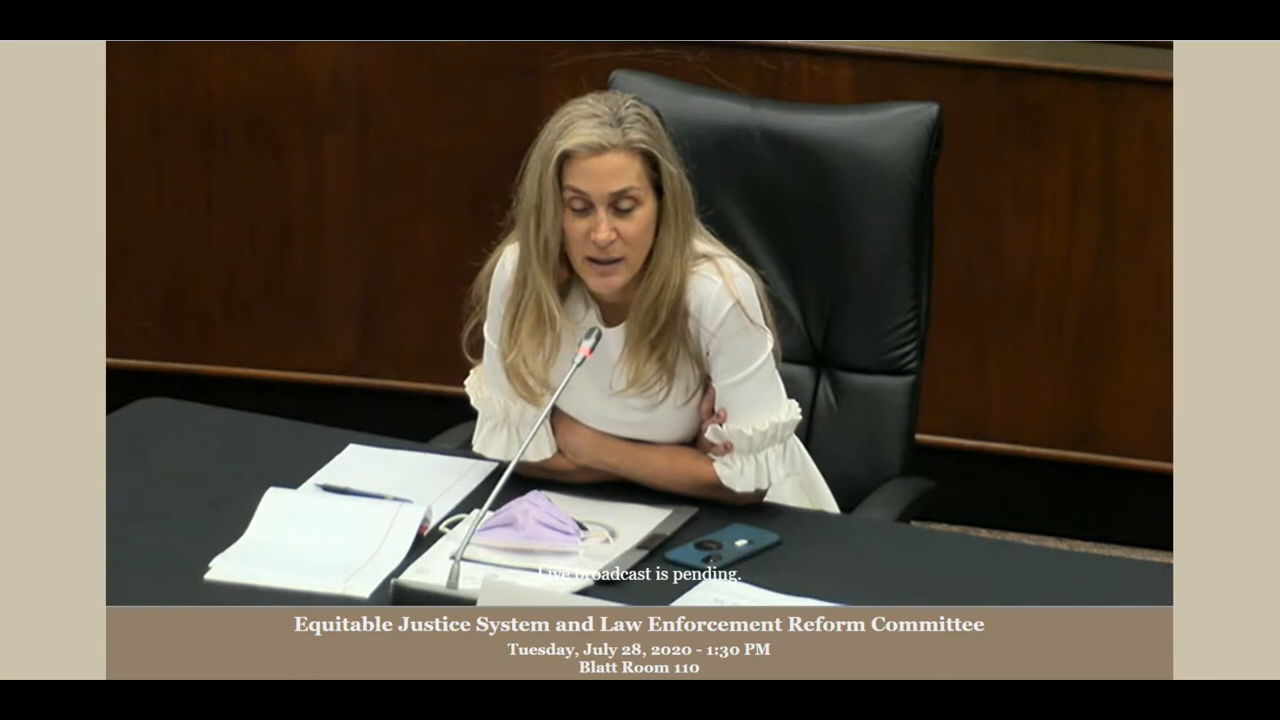 Live broadcast is pending.
Equitable Justice System and Law Enforcement Reform Committee
Tuesday, July 28, 2020 - 1:30 PM
Blatt Room 110